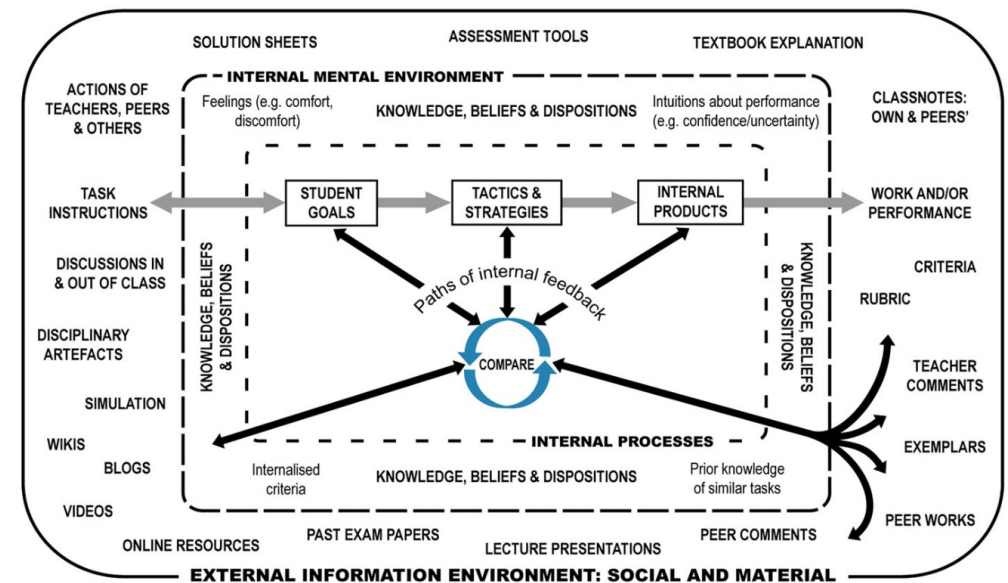 SOLUTION SHEETS
ASSESSMENT TOOLS
TEXTBOOK EXPLANATION
ACTIONS OF
TEACHERS, PEERS
& OTHERS
INTERNAL MENTAL ENVIRONMENT
Feelings (e.g. comfort,
discomfort)
KNOWLEDGE, BELIEFS & DISPOSITIONS
Intuitions about performance
(e.g. confidence/uncertainty)
CLASSNOTES:
OWN & PEERS'
TASK
INSTRUCTIONS
STUDENT
GOALS
TACTICS &
STRATEGIES
INTERNAL
PRODUCTS
WORK AND/OR
PERFORMANCE
DISCUSSIONS IN
& OUT OF CLASS
KNOWLEDGE, BELIEFS
& DISPOSITIONS
Paths of internal feedback
KNOWLEDGE, BELIEFS
& DISPOSITIONS
CRITERIA
RUBRIC
DISCIPLINARY
ARTEFACTS
COMPARE
TEACHER
COMMENTS
SIMULATION
WIKIS
INTERNAL PROCESSES
EXEMPLARS
BLOGS
Internalised
criteria
KNOWLEDGE, BELIEFS & DISPOSITIONS
Prior knowledge
of similar tasks
VIDEOS
PEER WORKS
ONLINE RESOURCES
PAST EXAM PAPERS
LECTURE PRESENTATIONS
PEER COMMENTS
EXTERNAL INFORMATION ENVIRONMENT: SOCIAL AND MATERIAL